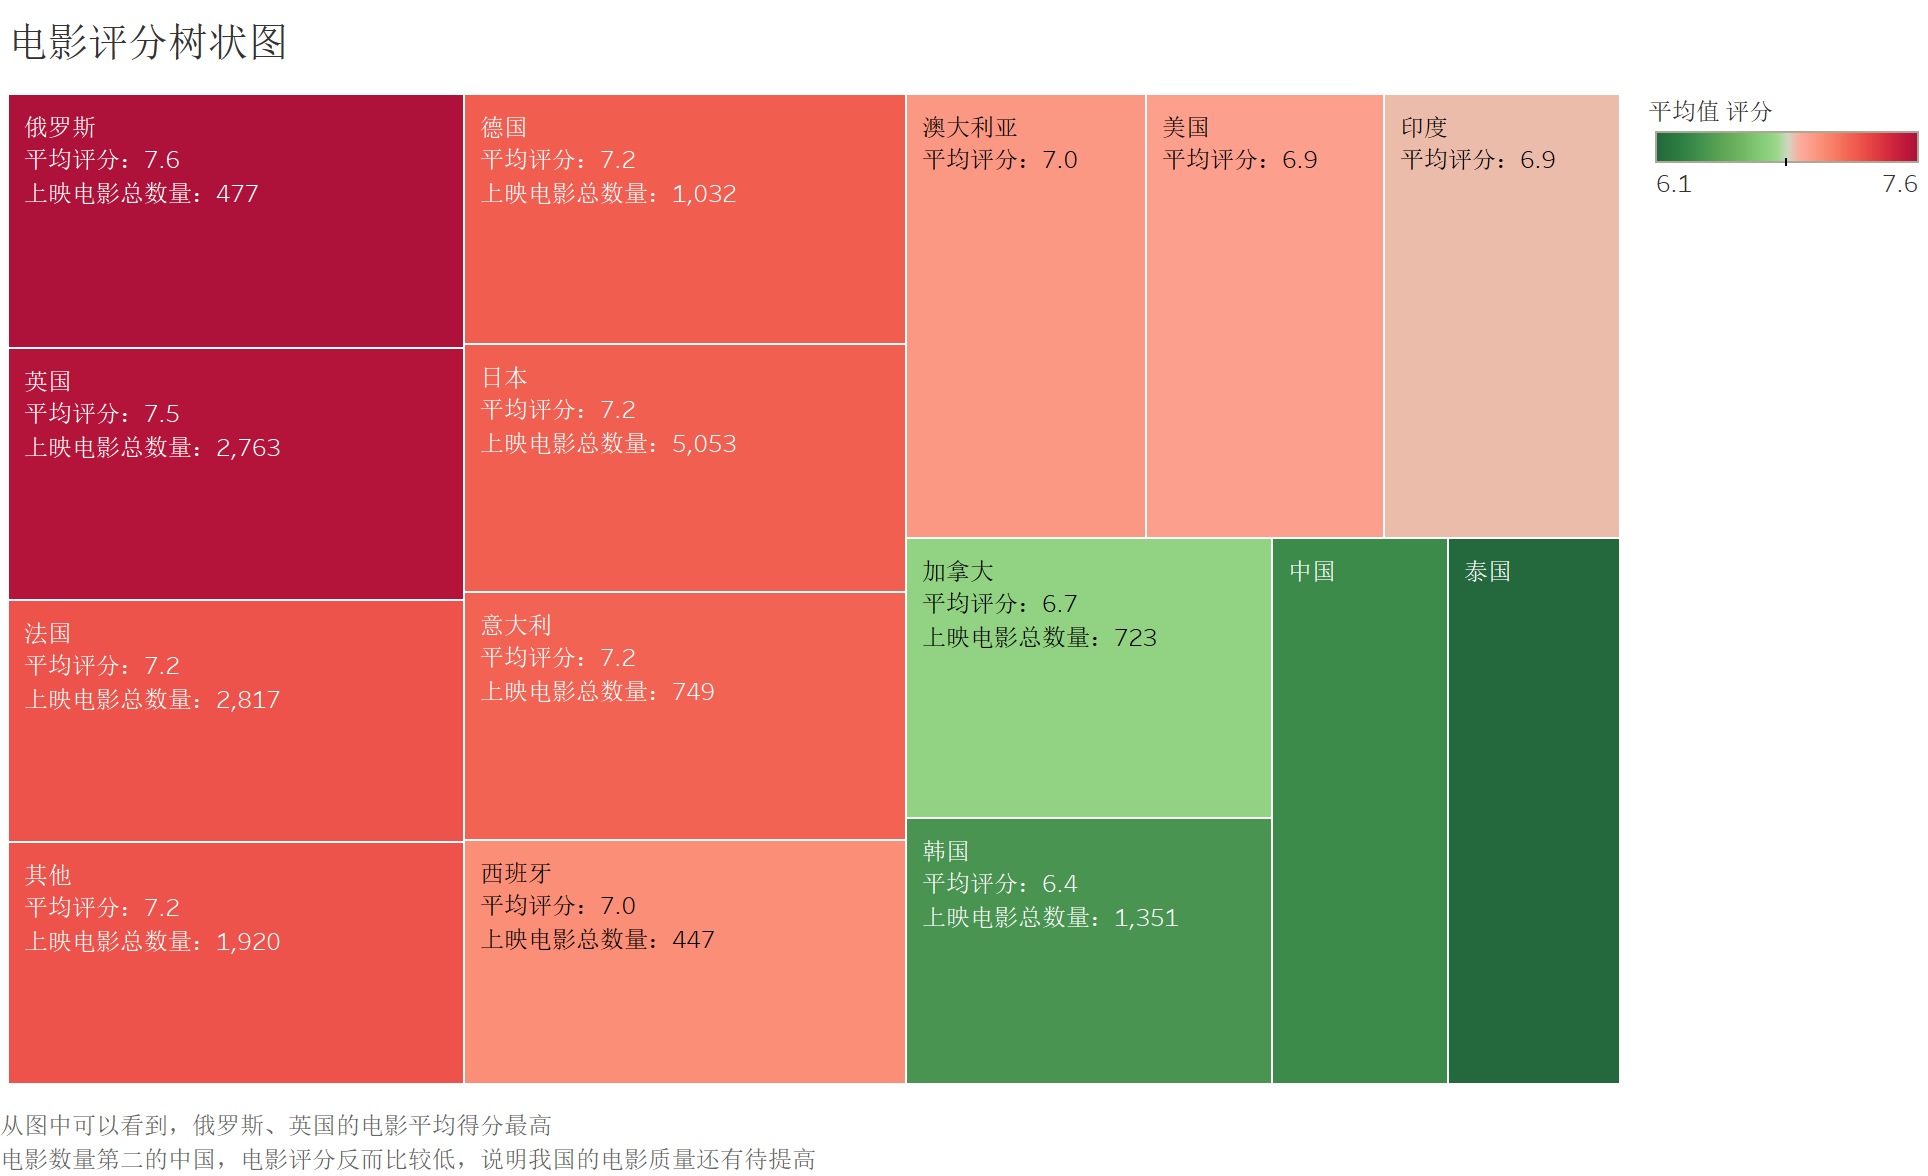 电影评分树状图
俄罗斯
平均评分：7.6
上映电影总数量：477
英国
平均评分：7.5
上映电影总数量：2,763
法国
平均评分：7.2
上映电影总数量：2,817
其他
平均评分：7.2
上映电影总数量：1,920
德国
平均评分：7.2
上映电影总数量：1,032
日本
平均评分：7.2
上映电影总数量：5,053
意大利
平均评分：7.2
上映电影总数量：749
西班牙
平均评分：7.0
上映电影总数量：447
澳大利亚
平均评分：7.0
美国
平均评分：6.9
印度
平均评分：6.9
加拿大
平均评分：6.7
上映电影总数量：723
韩国
平均评分：6.4
上映电影总数量：1,351
中国
泰国
平均值 评分
6.1
7.6
从图中可以看到，俄罗斯、英国的电影平均得分最高
电影数量第二的中国，电影评分反而比较低，说明我国的电影质量还有待提高